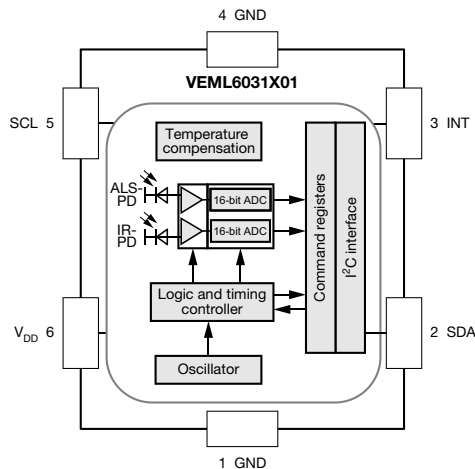 4 GND
VEML6031X01
SCL 5
3 INT
Temperature
compensation
ALS-
PD
16-bit ADC
IR-
PD
16-bit ADC
Command registers
I²C interface
Logic and timing
controller
V_DD 6
2 SDA
Oscillator
1 GND